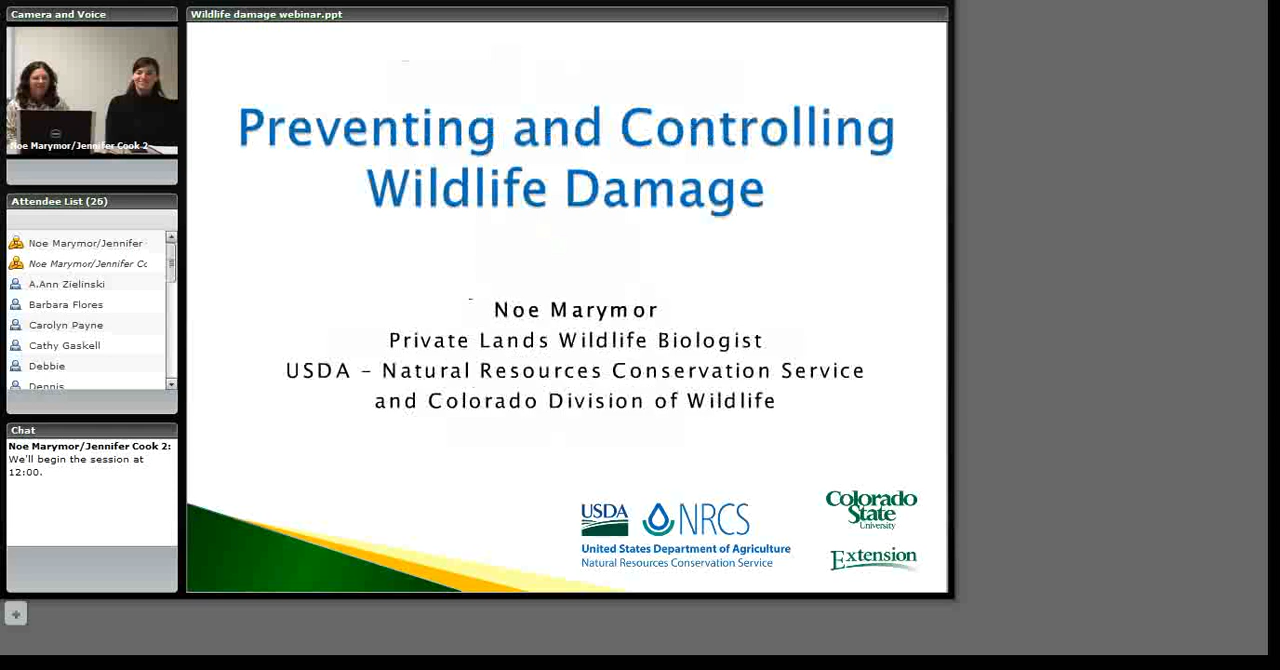 Camera and Voice
Noe Marymor/Jennifer Cook 2
Attendee List (26)
Noe Marymor/Jennifer
Noe Marymor/Jennifer Co
A.Ann Zielinski
Barbara Flores
Carolyn Payne
Cathy Gaskell
Debbie
Dennis
Chat
Noe Marymor/Jennifer Cook 2:
We'll begin the session at
12:00.
Wildlife damage webinar.ppt
Preventing and Controlling
Wildlife Damage
Noe Marymor
Private Lands Wildlife Biologist
USDA – Natural Resources Conservation Service
and Colorado Division of Wildlife
USDA NRCS
United States Department of Agriculture
Natural Resources Conservation Service
Colorado
State
University
Extension